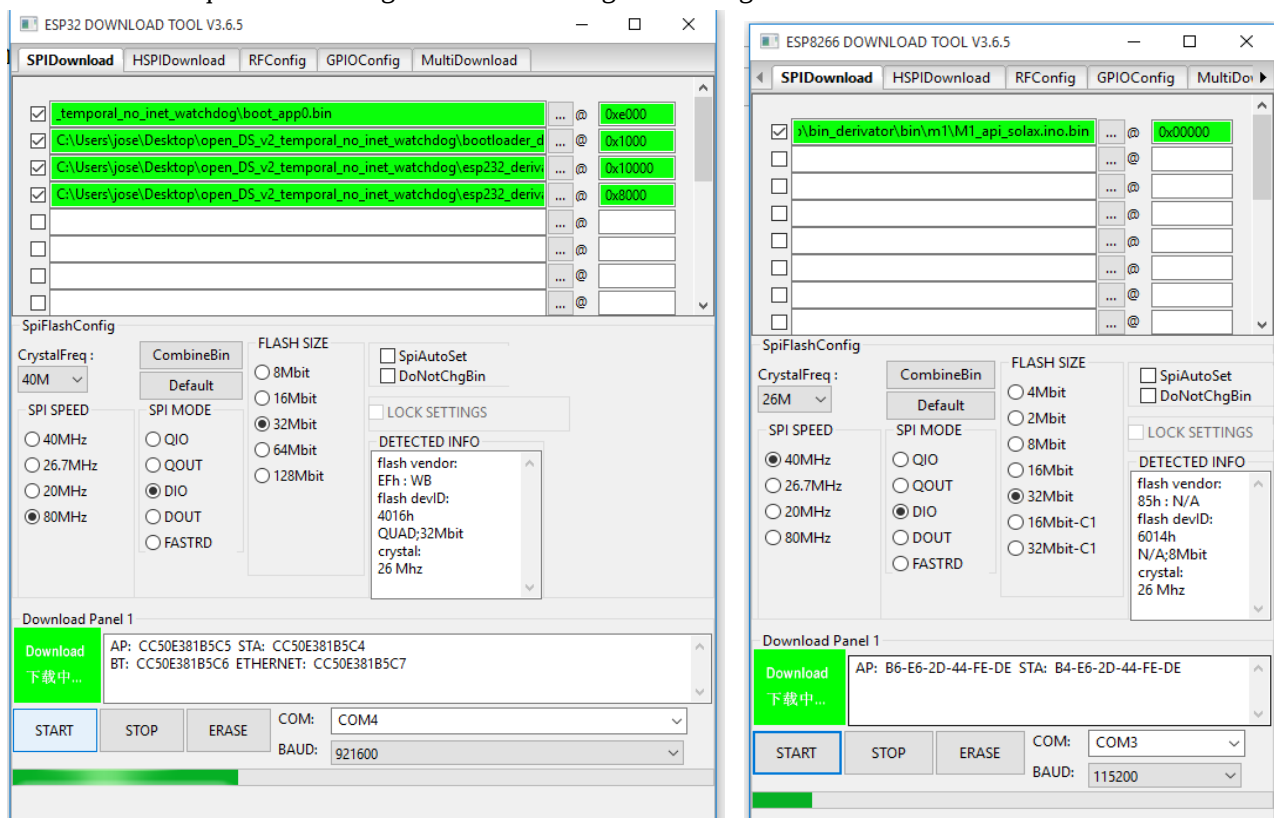 ESP32 DOWNLOAD TOOL V3.6.5
SPIDownload HSPIDownload RFConfig GPIOConfig MultiDownload
_temporal_no_inet_watchdog\boot_app0.bin ... @ 0xe000
C:\Users\jose\Desktop\open_DS_v2_temporal_no_inet_watchdog\bootloader_d ... @ 0x1000
C:\Users\jose\Desktop\open_DS_v2_temporal_no_inet_watchdog\esp232_deriv ... @ 0x10000
C:\Users\jose\Desktop\open_DS_v2_temporal_no_inet_watchdog\esp232_deriv ... @ 0x8000
... @
... @
... @
... @
SpiFlashConfig
CrystalFreq :
40M
CombineBin
Default
SPI SPEED
40MHz
26.7MHz
20MHz
80MHz
SPI MODE
QIO
QOUT
DIO
DOUT
FASTRD
FLASH SIZE
8Mbit
16Mbit
32Mbit
64Mbit
128Mbit
SpiAutoSet
DoNotChgBin
LOCK SETTINGS
DETECTED INFO
flash vendor:
EFh : WB
flash devID:
4016h
QUAD;32Mbit
crystal:
26 Mhz
Download Panel 1
Download
下载中...
AP: CC50E381B5C5 STA: CC50E381B5C4
BT: CC50E381B5C6 ETHERNET: CC50E381B5C7
START STOP ERASE
COM: COM4
BAUD: 921600
ESP8266 DOWNLOAD TOOL V3.6.5
SPIDownload HSPIDownload RFConfig GPIOConfig MultiDo
\bin_derivator\bin\m1\M1_api_solax.ino.bin ... @ 0x00000
... @
... @
... @
... @
... @
... @
... @
SpiFlashConfig
CrystalFreq :
26M
CombineBin
Default
SPI SPEED
40MHz
26.7MHz
20MHz
80MHz
SPI MODE
QIO
QOUT
DIO
DOUT
FASTRD
FLASH SIZE
4Mbit
2Mbit
8Mbit
16Mbit
32Mbit
16Mbit-C1
32Mbit-C1
SpiAutoSet
DoNotChgBin
LOCK SETTINGS
DETECTED INFO
flash vendor:
85h : N/A
flash devID:
6014h
N/A;8Mbit
crystal:
26 Mhz
Download Panel 1
Download
下载中...
AP: B6-E6-2D-44-FE-DE STA: B4-E6-2D-44-FE-DE
START STOP ERASE
COM: COM3
BAUD: 115200